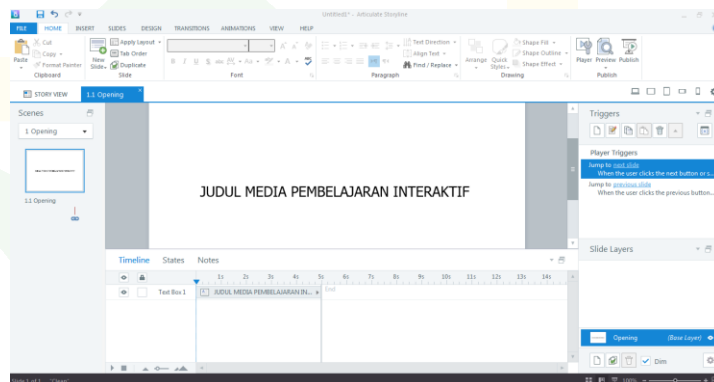 Untitled1* - Articulate Storyline
FILE HOME INSERT SLIDES DESIGN TRANSITIONS ANIMATIONS VIEW HELP
Paste
Cut
Copy
Format Painter
Clipboard
New Slide
Apply Layout
Tab Order
Duplicate
Slide
Font
Text Direction
Align Text
Find / Replace
Paragraph
Arrange
Quick Styles
Shape Fill
Shape Outline
Shape Effect
Drawing
Player Preview Publish
Publish
STORY VIEW
1.1 Opening
Scenes
1 Opening
1.1 Opening
JUDUL MEDIA PEMBELAJARAN INTERAKTIF
Triggers
Player Triggers
Jump to next slide
When the user clicks the next button or s...
Jump to previous slide
When the user clicks the previous button...
Slide Layers
Opening (Base Layer)
Dim
Timeline States Notes
1s 2s 3s 4s 5s 6s 7s 8s 9s 10s 11s 12s 13s 14s
Text Box 1 JUDUL MEDIA PEMBELAJARAN IN... End
Slide 1 of 1 "Clean"
100%